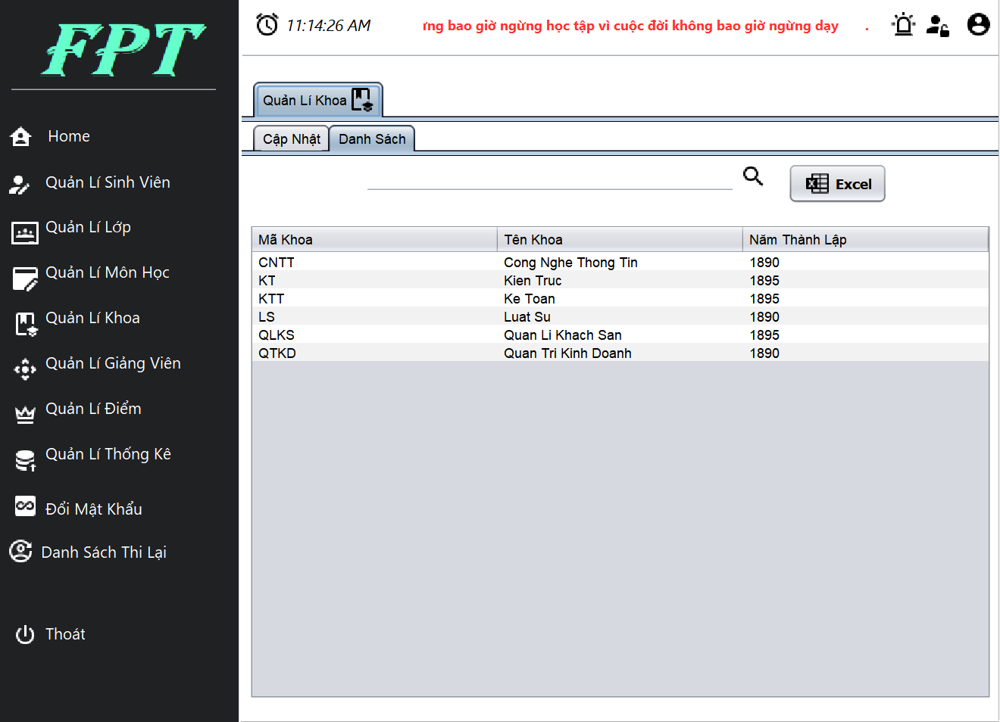 FPT
Home
Quản Lí Sinh Viên
Quản Lí Lớp
Quản Lí Môn Học
Quản Lí Khoa
Quản Lí Giảng Viên
Quản Lí Điểm
Quản Lí Thống Kê
Đổi Mật Khẩu
Danh Sách Thi Lại
Thoát
11:14:26 AM
ưng bao giờ ngừng học tập vì cuộc đời không bao giờ ngừng dạy .
Quản Lí Khoa
Cập Nhật Danh Sách
Excel
Mã Khoa Tên Khoa Năm Thành Lập
CNTT Cong Nghe Thong Tin 1890
KT Kien Truc 1895
KTT Ke Toan 1895
LS Luat Su 1890
QLKS Quan Li Khach San 1895
QTKD Quan Tri Kinh Doanh 1890